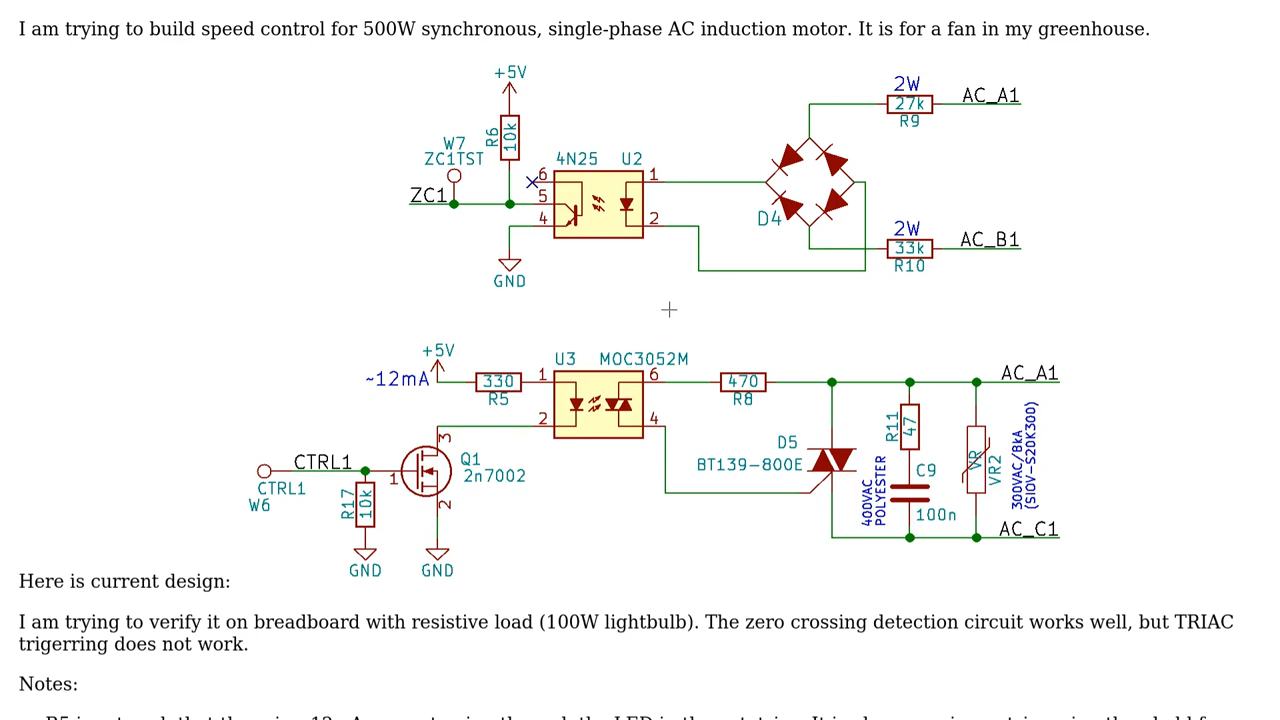 I am trying to build speed control for 500W synchronous, single-phase AC induction motor. It is for a fan in my greenhouse.
+5V
2W
27k
R9
AC_A1
R6
10k
W7
ZC1TST
4N25
U2
6
1
ZC1
5
4
2
D4
2W
33k
R10
AC_B1
GND
+5V
~12mA
330
R5
U3
MOC3052M
1
6
2
4
470
R8
AC_A1
D5
BT139-800E
R11
47
C9
100n
400VAC
POLYESTER
VR
VR2
300VAC/8kA
(SIOV-S20K300)
AC_C1
3
CTRL1
1
Q1
2n7002
CTRL1
W6
R17
10k
2
GND
GND
Here is current design:
I am trying to verify it on breadboard with resistive load (100W lightbulb). The zero crossing detection circuit works well, but TRIAC
trigerring does not work.
Notes: